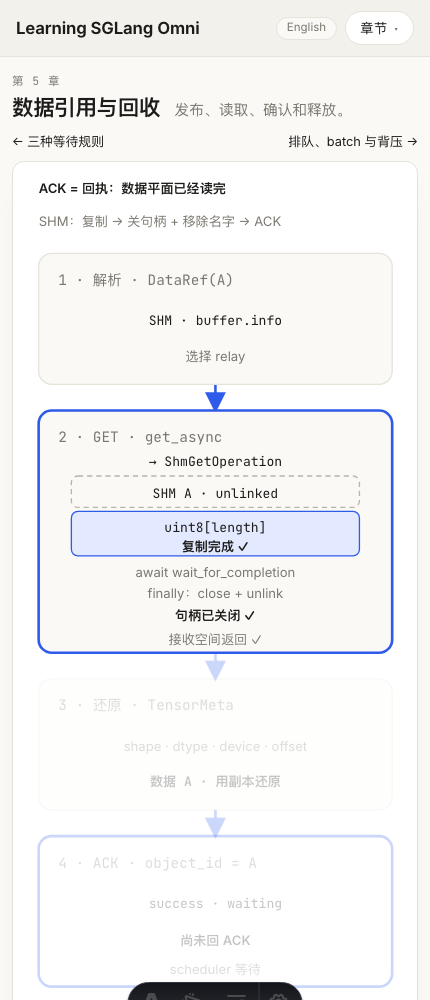 Learning SGLang Omni
English
章节
第 5 章
数据引用与回收 发布、读取、确认和释放。
← 三种等待规则
排队、batch 与背压 →
ACK = 回执：数据平面已经读完
SHM：复制 → 关句柄 + 移除名字 → ACK
1 · 解析 · DataRef(A)
SHM · buffer.info
选择 relay
2 · GET · get_async
→ ShmGetOperation
SHM A · unlinked
uint8[length]
复制完成 ✓
await wait_for_completion
finally：close + unlink
句柄已关闭 ✓
接收空间返回 ✓
3 · 还原 · TensorMeta
shape · dtype · device · offset
数据 A · 用副本还原
4 · ACK · object_id = A
success · waiting
尚未回 ACK
scheduler 等待